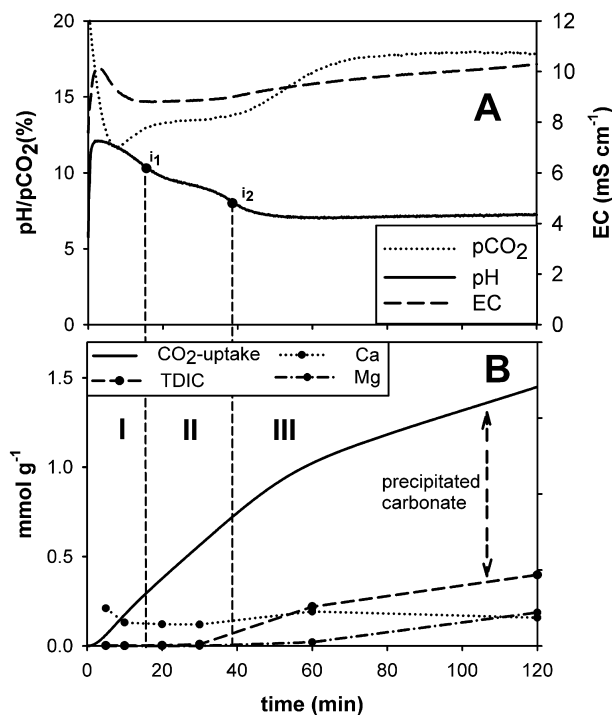 20
15
10
5
0
pH/pCO2(%)
12
10
8
6
4
2
0
EC (mS cm-1)
A
i1
i2
pCO2
pH
EC
CO2-uptake
TDIC
Ca
Mg
B
I
II
III
precipitated
carbonate
1.5
1.0
0.5
0.0
mmol g-1
0 20 40 60 80 100 120
time (min)